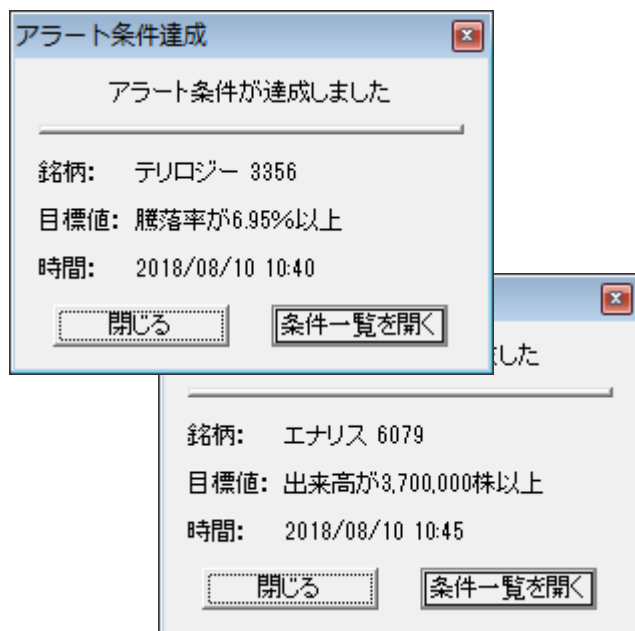 アラート条件達成
アラート条件が達成しました
銘柄: テリロジー 3356
目標値: 騰落率が6.95%以上
時間: 2018/08/10 10:40
閉じる 条件一覧を開く
した
銘柄: エナリス 6079
目標値: 出来高が3,700,000株以上
時間: 2018/08/10 10:45
閉じる 条件一覧を開く